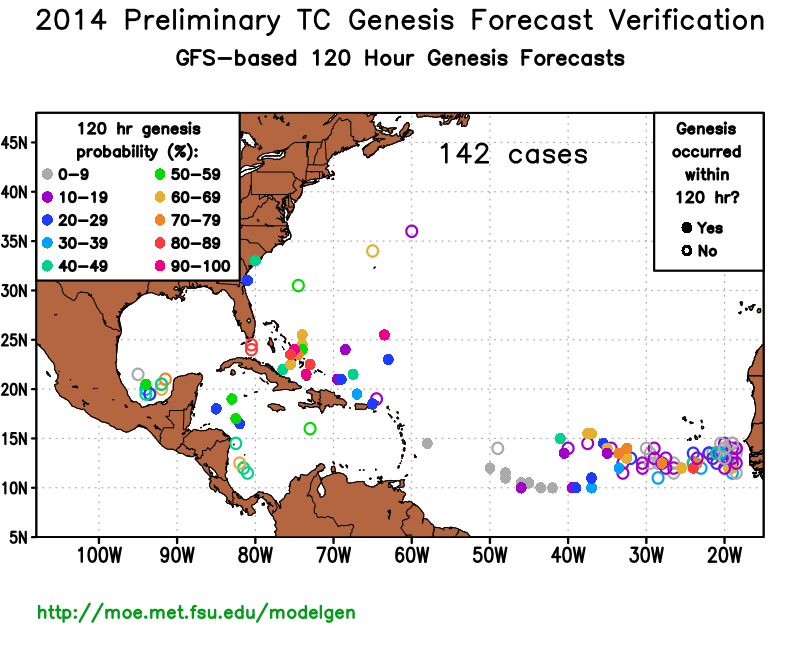 2014 Preliminary TC Genesis Forecast Verification
GFS-based 120 Hour Genesis Forecasts
120 hr genesis
probability (%):
0-9
10-19
20-29
30-39
40-49
50-59
60-69
70-79
80-89
90-100
142 cases
Genesis
occurred
within
120 hr?
Yes
No
45N
40N
35N
30N
25N
20N
15N
10N
5N
100W 90W 80W 70W 60W 50W 40W 30W 20W
http://moe.met.fsu.edu/modelgen